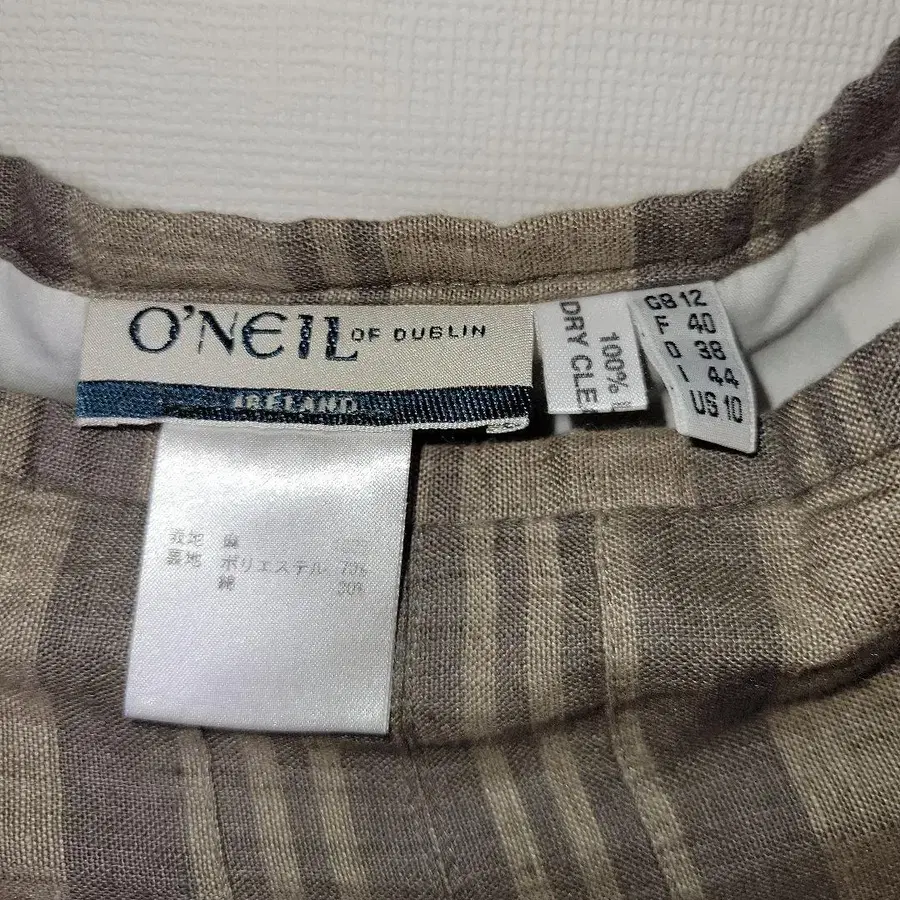 O'NEIL OF DUBLIN
IRELAND
100%
DRY CLE
GB 12
F 40
D 38
I 44
US 10
表地 麻
裏地 ポリエステル 70%
綿 30%